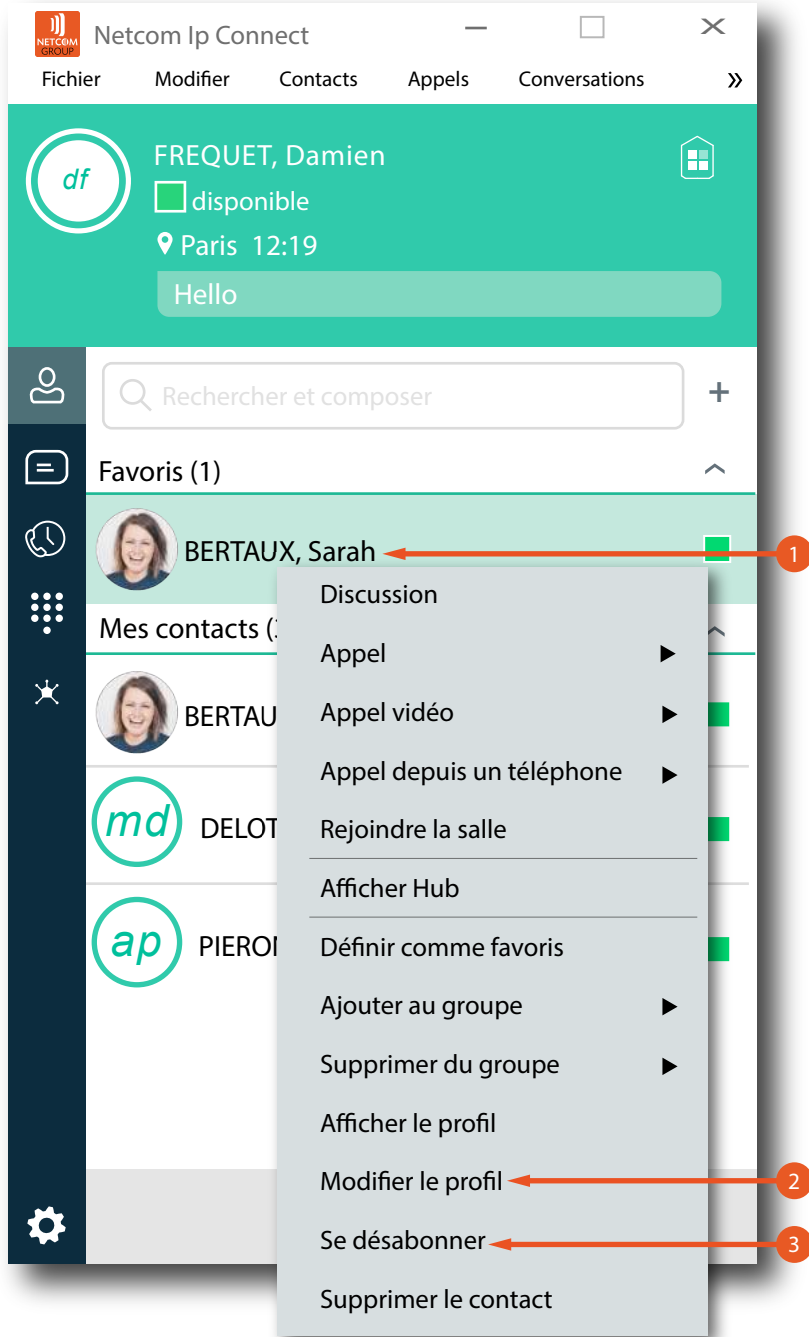 NETCOM
GROUP
Netcom Ip Connect
Fichier Modifier Contacts Appels Conversations »
df
FREQUET, Damien
disponible
Paris 12:19
Hello
Rechercher et composer +
Favoris (1)
BERTAUX, Sarah 1
Discussion
Mes contacts (
Appel
BERTAU
Appel vidéo
Appel depuis un téléphone
md DELOT
Rejoindre la salle
Afficher Hub
ap PIERO
Définir comme favoris
Ajouter au groupe
Supprimer du groupe
Afficher le profil
Modifier le profil 2
Se désabonner 3
Supprimer le contact